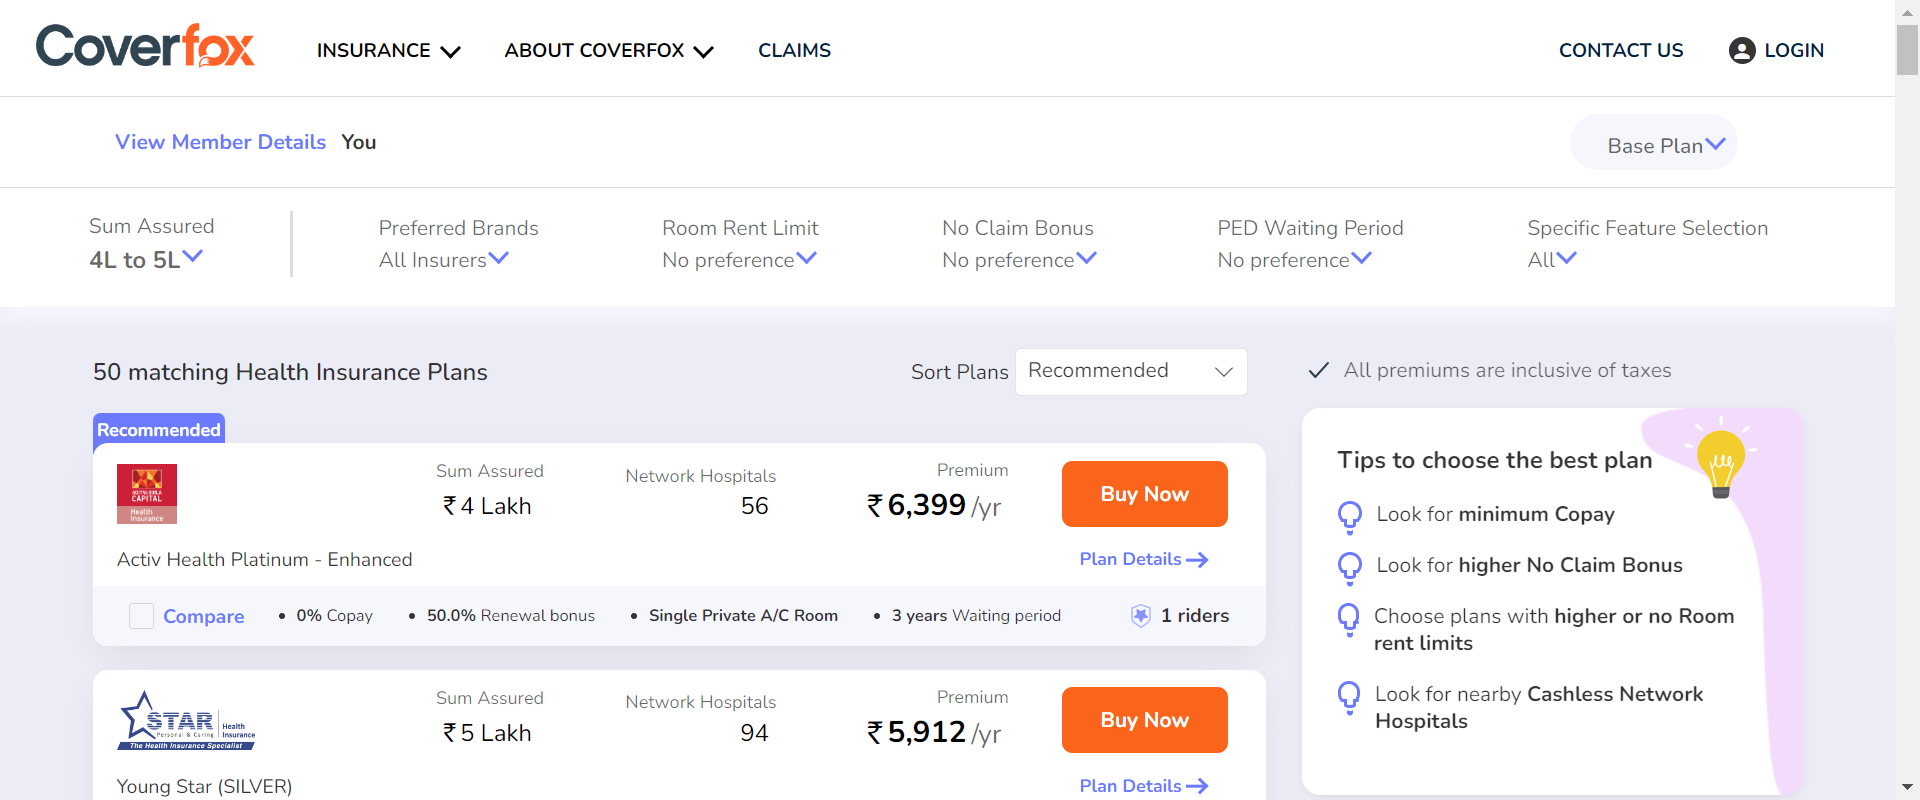 Coverfox
INSURANCE ABOUT COVERFOX CLAIMS CONTACT US LOGIN
View Member Details You Base Plan
Sum Assured Preferred Brands Room Rent Limit No Claim Bonus PED Waiting Period Specific Feature Selection
4L to 5L All Insurers No preference No preference No preference All
50 matching Health Insurance Plans Sort Plans Recommended
Recommended
ADITYA BIRLA
CAPITAL
Health
Insurance
Sum Assured Network Hospitals Premium
₹ 4 Lakh 56 ₹ 6,399 /yr Buy Now
Activ Health Platinum - Enhanced Plan Details
Compare • 0% Copay • 50.0% Renewal bonus • Single Private A/C Room • 3 years Waiting period 1 riders
STAR Health
Insurance
Personal & Caring
The Health Insurance Specialist
Sum Assured Network Hospitals Premium
₹ 5 Lakh 94 ₹ 5,912 /yr Buy Now
Young Star (SILVER) Plan Details
All premiums are inclusive of taxes
Tips to choose the best plan
Look for minimum Copay
Look for higher No Claim Bonus
Choose plans with higher or no Room
rent limits
Look for nearby Cashless Network
Hospitals